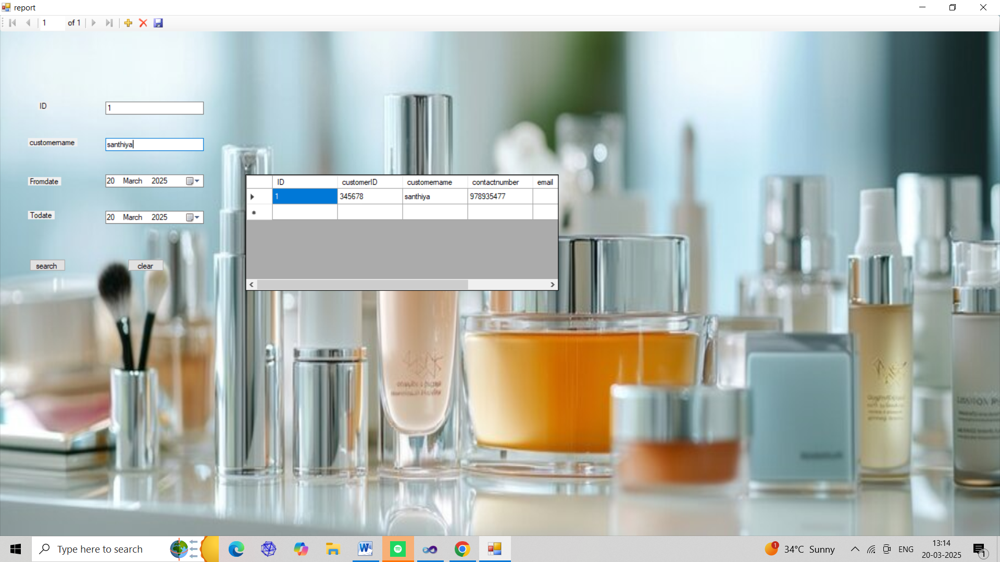 report
1 of 1
ID 1
customername santhiya
Fromdate 20 March 2025
Todate 20 March 2025
search clear
ID customerID customername contactnumber email
1 345678 santhiya 978935477
Type here to search
1 34°C Sunny ENG 13:14
20-03-2025 1